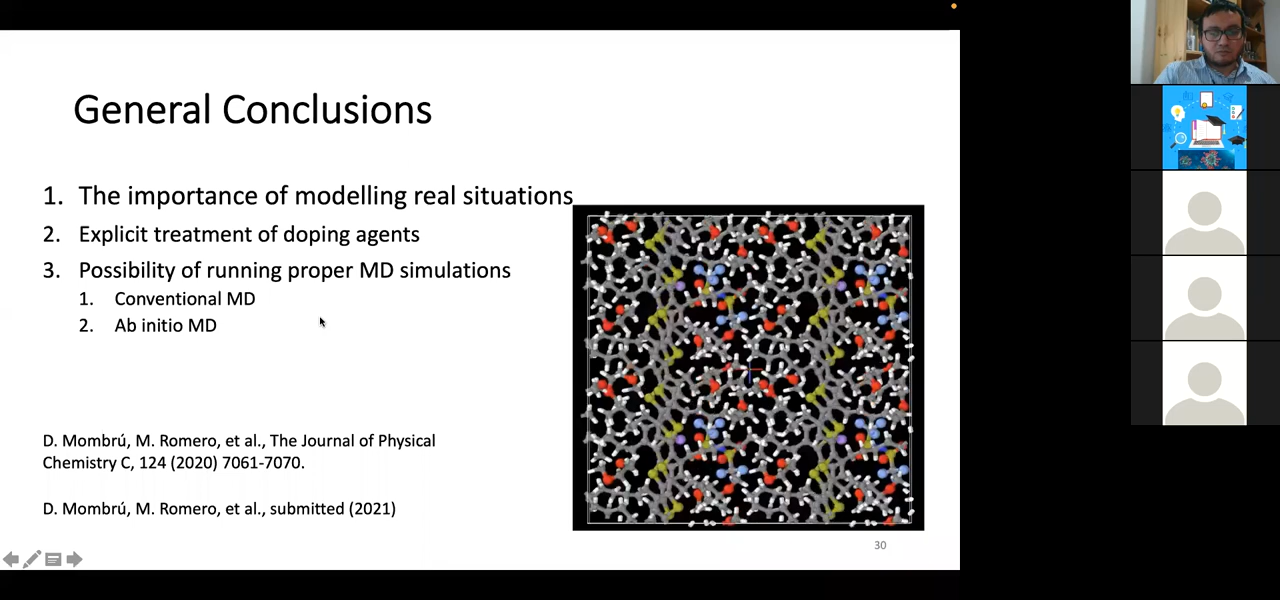 General Conclusions
1. The importance of modelling real situations
2. Explicit treatment of doping agents
3. Possibility of running proper MD simulations
1. Conventional MD
2. Ab initio MD
D. Mombrú, M. Romero, et al., The Journal of Physical
Chemistry C, 124 (2020) 7061-7070.
D. Mombrú, M. Romero, et al., submitted (2021)
30